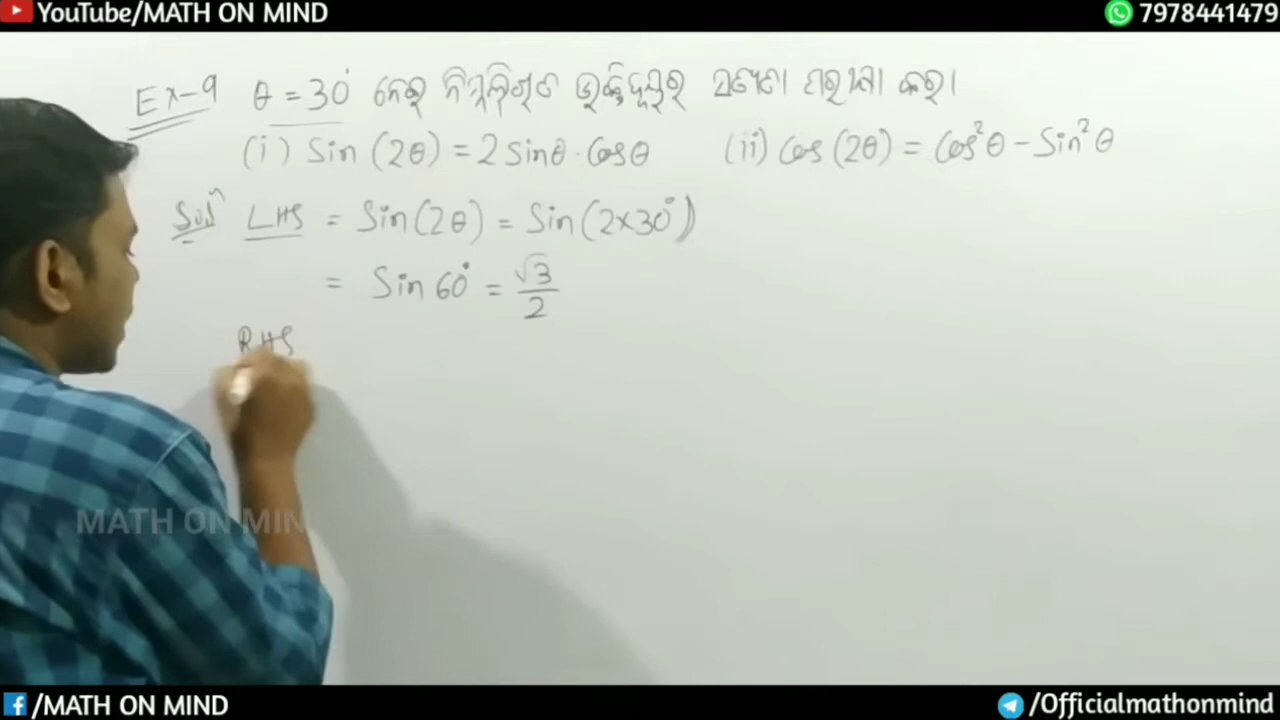 YouTube/MATH ON MIND
7978441479
Ex-9 θ = 30° ନେଇ ନିମ୍ନଲିଖିତ ଉକ୍ତିଦ୍ୱୟର ସତ୍ୟତା ପରୀକ୍ଷା କର।
(i) Sin (2θ) = 2 Sinθ · Cosθ (ii) Cos (2θ) = Cos²θ - Sin²θ
Solⁿ LHS = Sin(2θ) = Sin(2×30°)
= Sin 60° = √3/2
RHS
MATH ON MIN
/MATH ON MIND
/Officialmathonmind